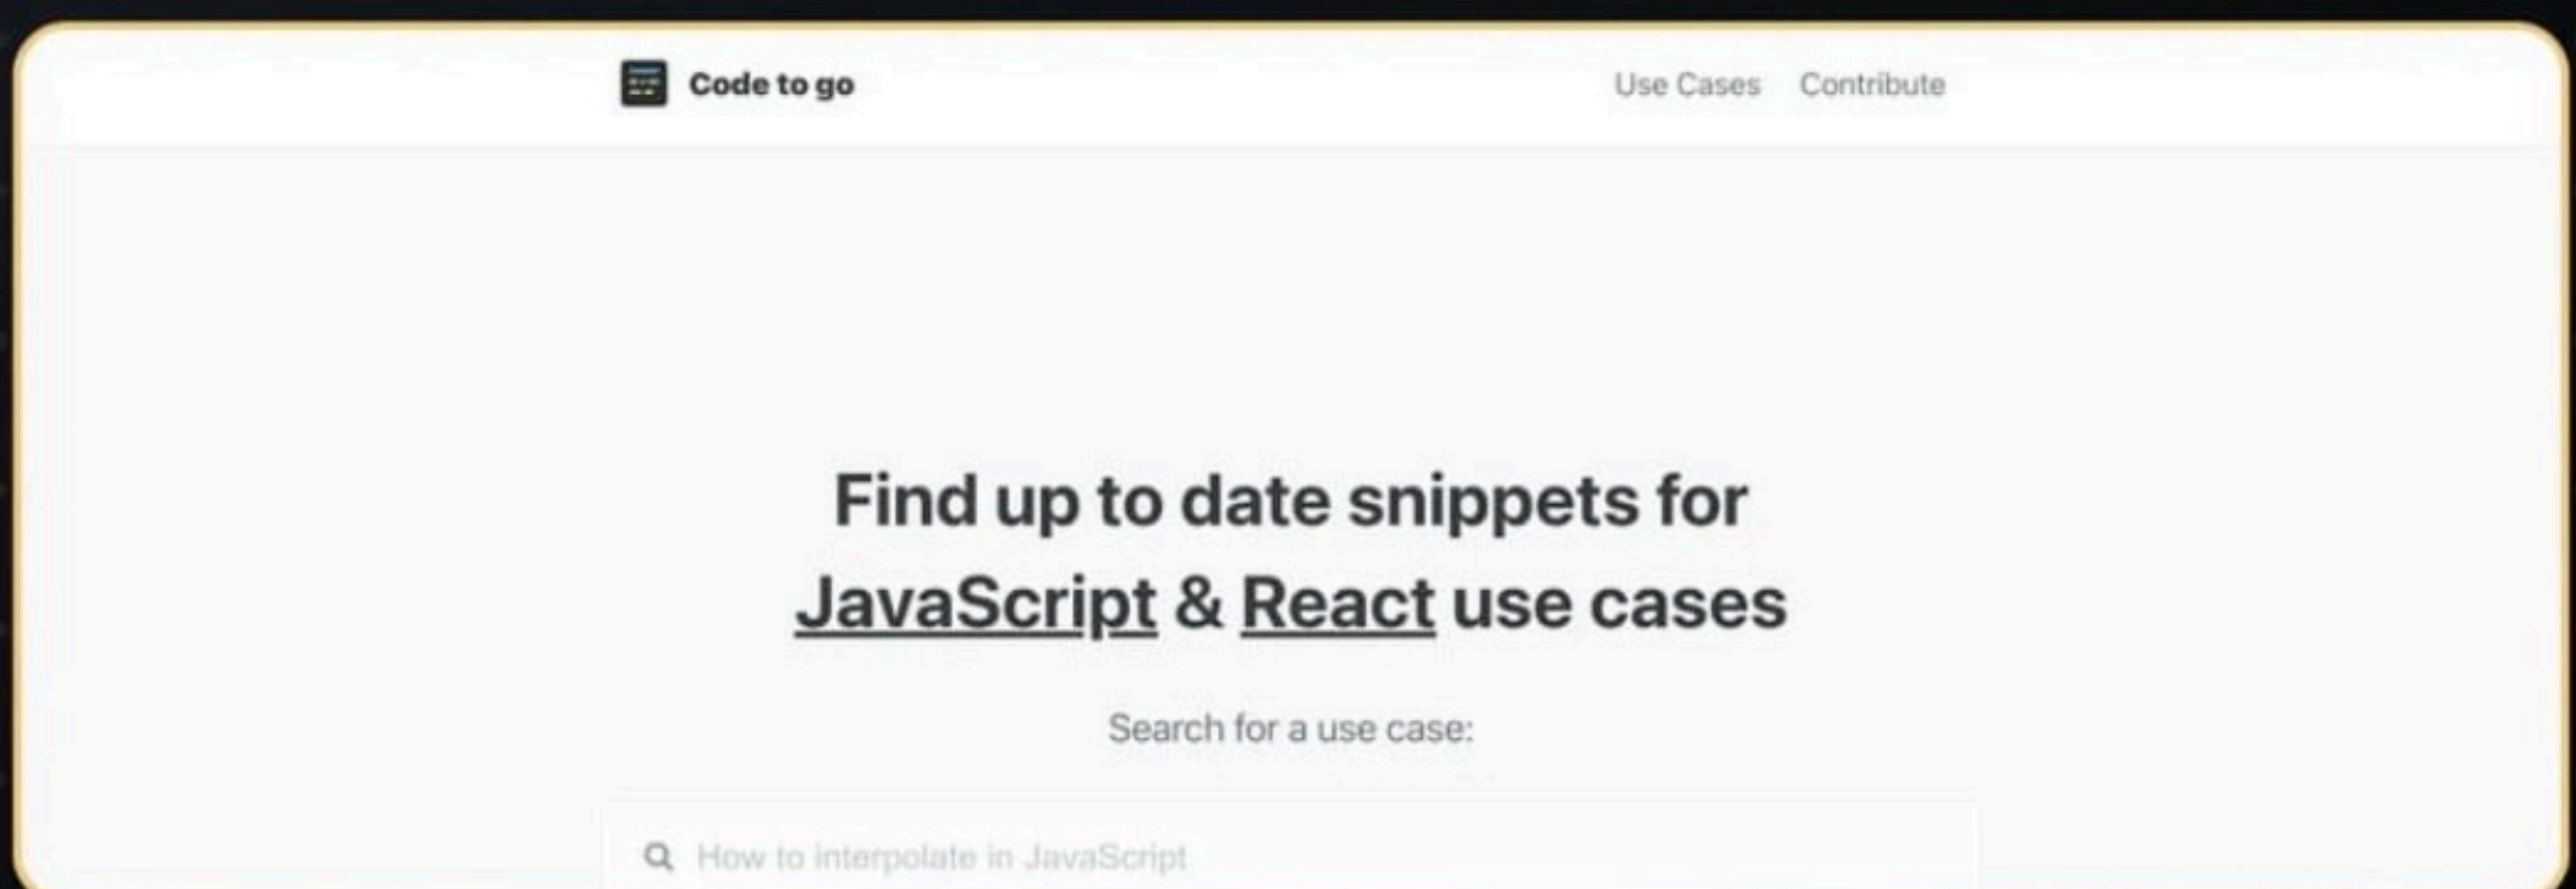 Code to go
Use Cases
Contribute
Find up to date snippets for
JavaScript & React use cases
Search for a use case:
How to interpolate in JavaScript